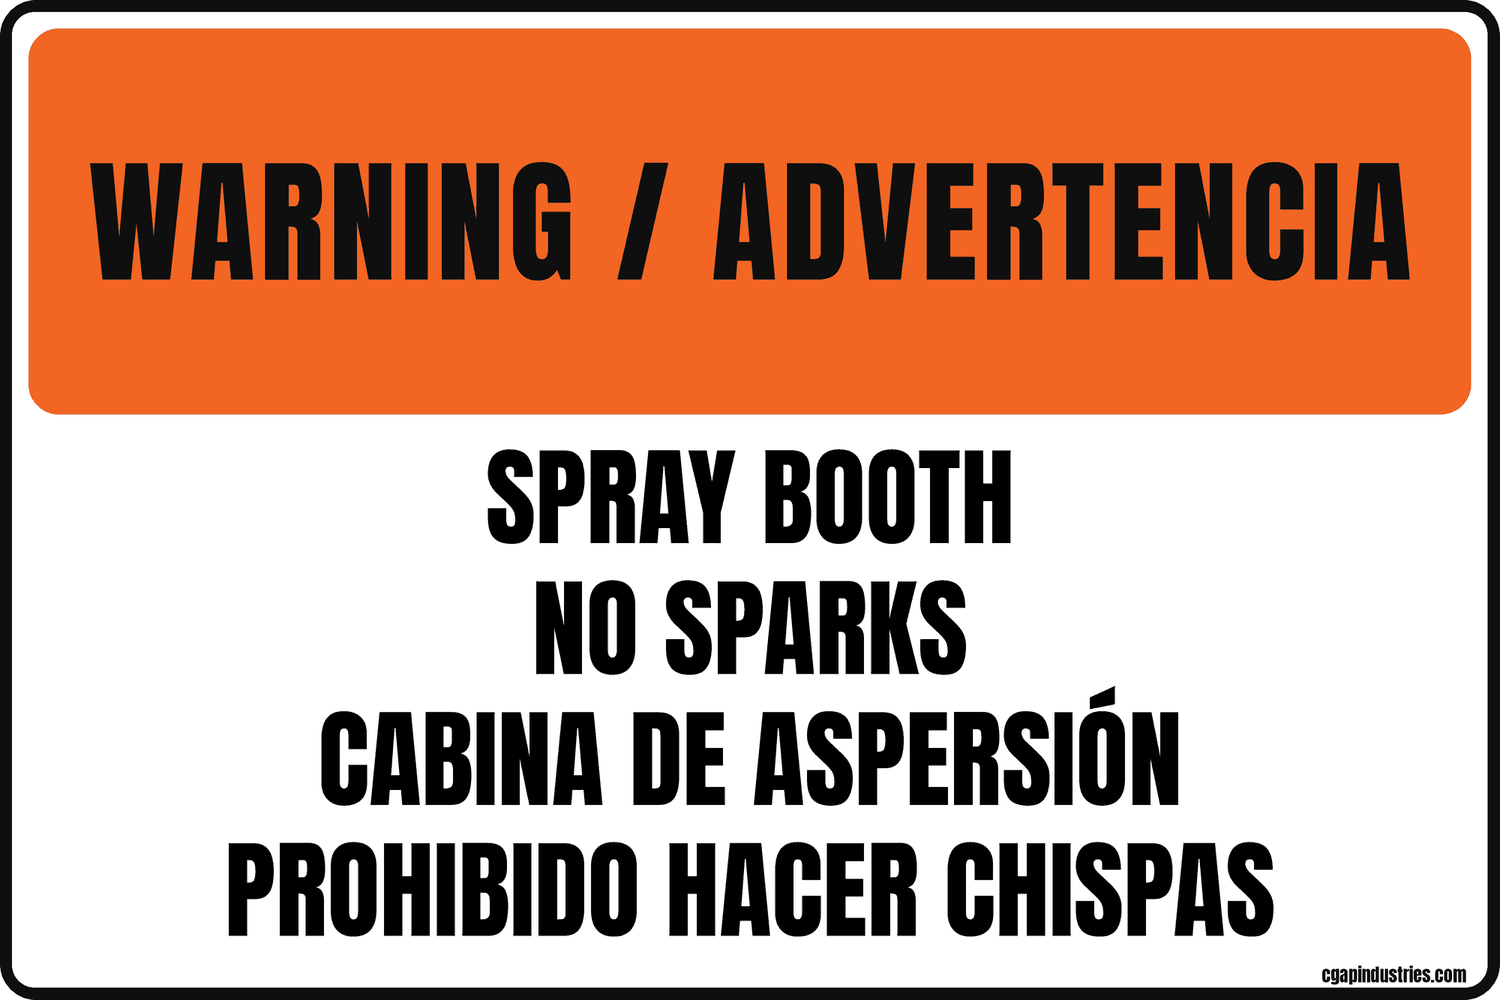 WARNING / ADVERTENCIA
SPRAY BOOTH
NO SPARKS
CABINA DE ASPERSIÓN
PROHIBIDO HACER CHISPAS
cgapindustries.com